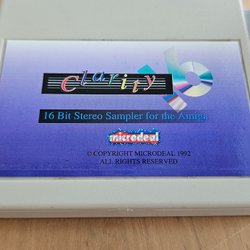 Clarity
16 Bit Stereo Sampler for the Amiga
microdeal
© COPYRIGHT MICRODEAL 1992
ALL RIGHTS RESERVED